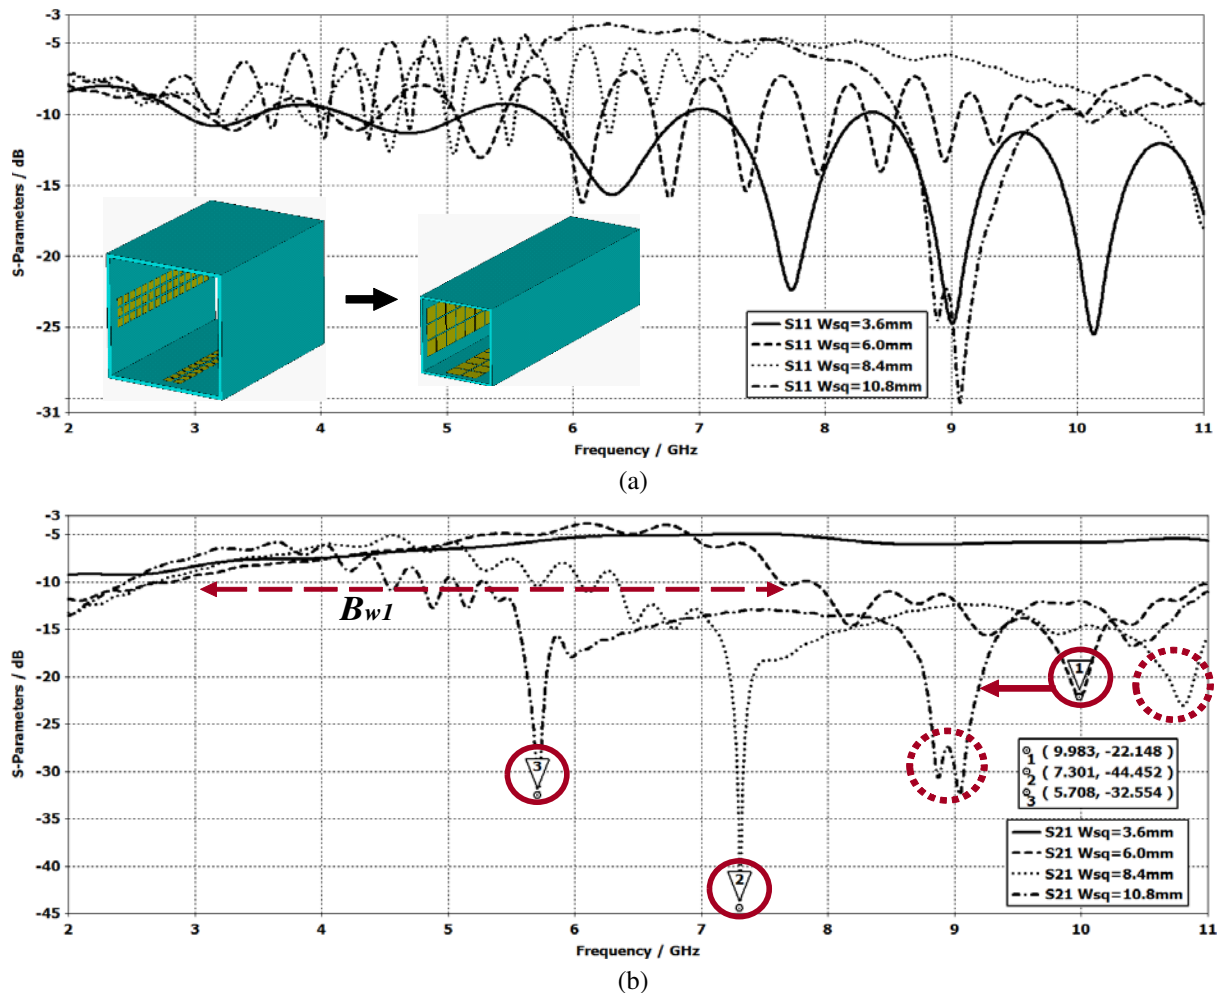 -3
-5
-10
-15
-20
-25
-31
S-Parameters / dB
S11 Wsq=3.6mm
S11 Wsq=6.0mm
S11 Wsq=8.4mm
S11 Wsq=10.8mm
2 3 4 5 6 7 8 9 10 11
Frequency / GHz
(a)
-3
-5
-10
-15
-20
-25
-30
-35
-40
-45
S-Parameters / dB
Bw1
1
3
2
1 ( 9.983, -22.148 )
2 ( 7.301, -44.452 )
3 ( 5.708, -32.554 )
S21 Wsq=3.6mm
S21 Wsq=6.0mm
S21 Wsq=8.4mm
S21 Wsq=10.8mm
2 3 4 5 6 7 8 9 10 11
Frequency / GHz
(b)